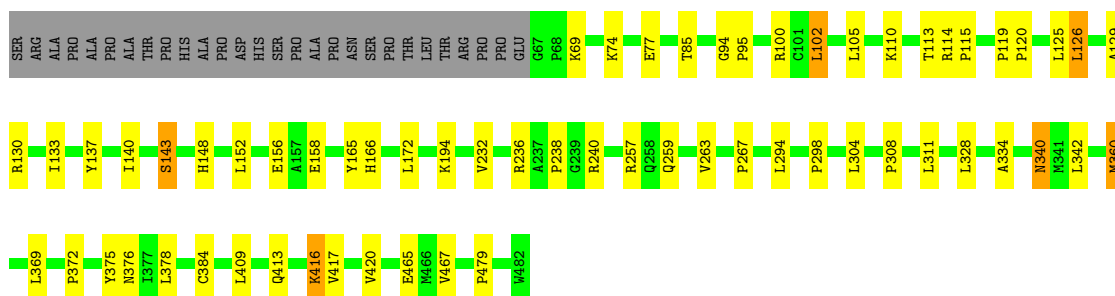 SER ARG ALA PRO ALA PRO ALA THR PRO HIS ALA PRO ASP HIS SER PRO ALA PRO ASN SER PRO THR LEU THR ARG PRO PRO GLU G67 P68 K69 K74 E77 T85 G94 P95 R100 C101 L102 L105 K110 T113 R114 P115 P119 P120 L125 L126 A129
R130 I133 Y137 I140 S143 H148 L152 E156 A157 E158 Y165 H166 L172 K194 V232 R236 A237 P238 G239 R240 R257 Q258 Q259 V263 P267 L294 P298 L304 P308 L311 L328 A334 N340 M341 L342 M360
L369 P372 Y375 N376 I377 L378 C384 L409 Q413 K416 V417 V420 E465 M466 V467 P479 W482